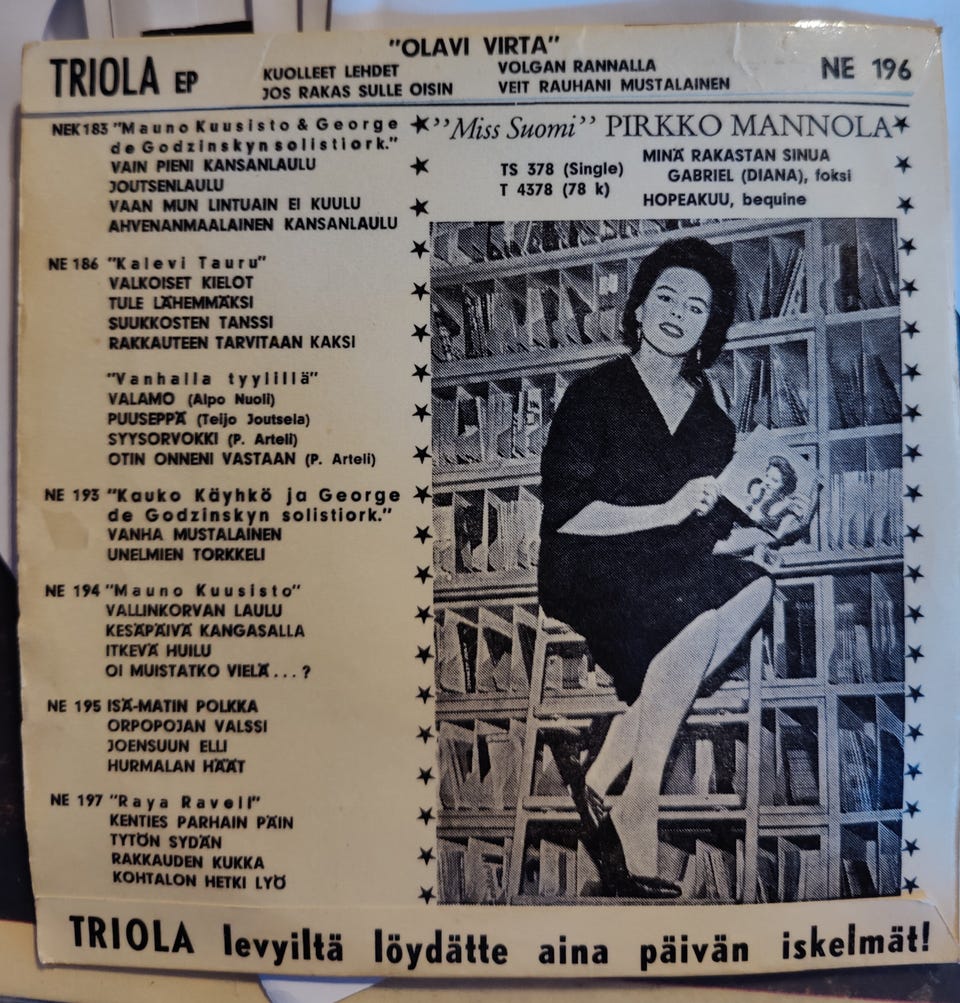 "OLAVI VIRTA"
TRIOLA EP
KUOLLEET LEHDET
JOS RAKAS SULLE OISIN
VOLGAN RANNALLA
VEIT RAUHANI MUSTALAINEN
NE 196
NEK 183 "Mauno Kuusisto & George
de Godzinskyn solistiork."
VAIN PIENI KANSANLAULU
JOUTSENLAULU
VAAN MUN LINTUAIN EI KUULU
AHVENANMAALAINEN KANSANLAULU
NE 186 "Kalevi Tauru"
VALKOISET KIELOT
TULE LÄHEMMÄKSI
SUUKKOSTEN TANSSI
RAKKAUTEEN TARVITAAN KAKSI
"Vanhalla tyylillä"
VALAMO (Alpo Nuoli)
PUUSEPPÄ (Teijo Joutsela)
SYYSORVOKKI (P. Arteli)
OTIN ONNENI VASTAAN (P. Arteli)
NE 193 "Kauko Käyhkö ja George
de Godzinskyn solistiork."
VANHA MUSTALAINEN
UNELMIEN TORKKELI
NE 194 "Mauno Kuusisto"
VALLINKORVAN LAULU
KESÄPÄIVÄ KANGASALLA
ITKEVÄ HUILU
OI MUISTATKO VIELÄ...?
NE 195 ISÄ-MATIN POLKKA
ORPOPOJAN VALSSI
JOENSUUN ELLI
HURMALAN HÄÄT
NE 197 "Raya Ravell"
KENTIES PARHAIN PÄIN
TYTÖN SYDÄN
RAKKAUDEN KUKKA
KOHTALON HETKI LYÖ
''Miss Suomi'' PIRKKO MANNOLA
TS 378 (Single)
T 4378 (78 k)
MINÄ RAKASTAN SINUA
GABRIEL (DIANA), foksi
HOPEAKUU, bequine
TRIOLA levyiltä löydätte aina päivän iskelmät!